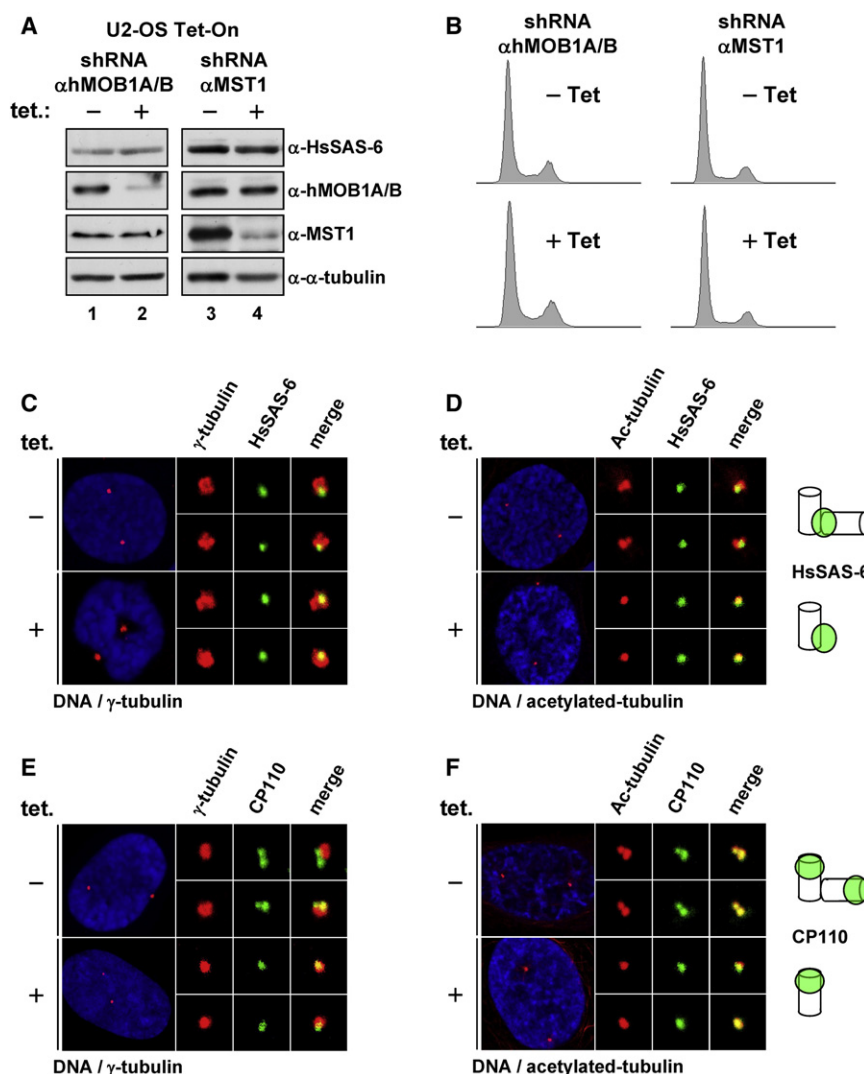 A
U2-OS Tet-On
shRNA
αhMOB1A/B
shRNA
αMST1
tet.: − + − +
α-HsSAS-6
α-hMOB1A/B
α-MST1
α-α-tubulin
1 2 3 4
B
shRNA
αhMOB1A/B
shRNA
αMST1
− Tet
− Tet
+ Tet
+ Tet
C
tet.
γ-tubulin
HsSAS-6
merge
−
+
DNA / γ-tubulin
D
tet.
Ac-tubulin
HsSAS-6
merge
−
+
DNA / acetylated-tubulin
HsSAS-6
E
tet.
γ-tubulin
CP110
merge
−
+
DNA / γ-tubulin
F
tet.
Ac-tubulin
CP110
merge
−
+
DNA / acetylated-tubulin
CP110